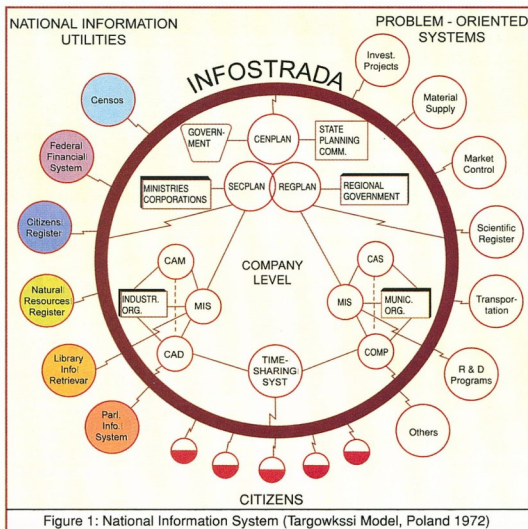 NATIONAL INFORMATION
UTILITIES
PROBLEM - ORIENTED
SYSTEMS
INFOSTRADA
Censos
Federal
Financial
System
Citizens
Register
Natural
Resources
Register
Library
Info
Retrievar
Parl.
Info.
System
Invest.
Projects
Material
Supply
Market
Control
Scientific
Register
Transpor-
tation
R & D
Programs
Others
GOVERN-
MENT
CENPLAN
STATE
PLANNING
COMM.
MINISTRIES
CORPORATIONS
SECPLAN
REGPLAN
REGIONAL
GOVERNMENT
COMPANY
LEVEL
CAM
INDUSTR.
ORG.
MIS
CAD
CAS
MIS
MUNIC.
ORG.
COMP
TIME-
SHARING
SYST
CITIZENS
Figure 1: National Information System (Targowkssi Model, Poland 1972)